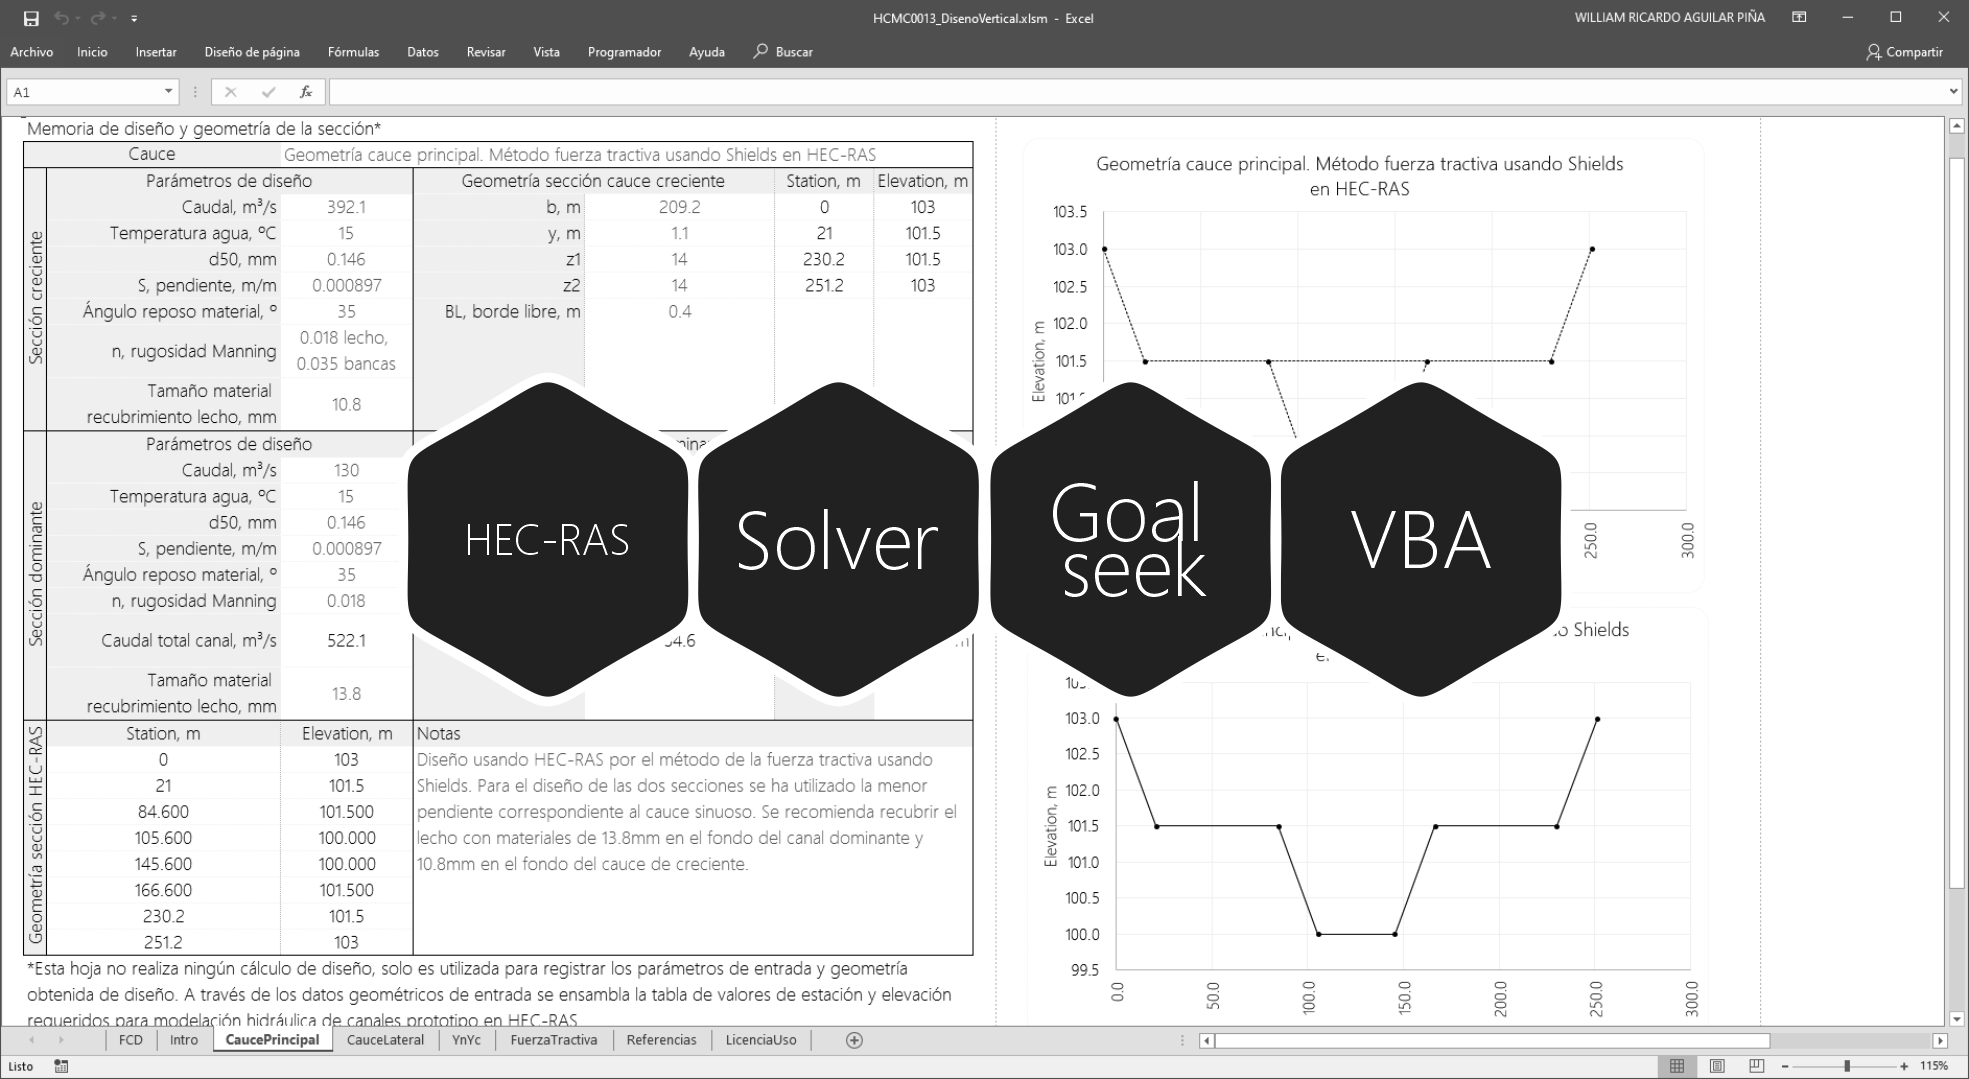 HCMC0013_DisenoVertical.xlsm - Excel
WILLIAM RICARDO AGUILAR PIÑA
Archivo Inicio Insertar Diseño de página Fórmulas Datos Revisar Vista Programador Ayuda Buscar Compartir
A1 fx
Memoria de diseño y geometría de la sección*
Cauce Geometría cauce principal. Método fuerza tractiva usando Shields en HEC-RAS
Sección creciente
Parámetros de diseño Geometría sección cauce creciente Station, m Elevation, m
Caudal, m³/s 392.1 b, m 209.2 0 103
Temperatura agua, ºC 15 y, m 1.1 21 101.5
d50, mm 0.146 z1 14 230.2 101.5
S, pendiente, m/m 0.000897 z2 14 251.2 103
Ángulo reposo material, º 35 BL, borde libre, m 0.4
n, rugosidad Manning 0.018 lecho,
0.035 bancas
Tamaño material
recubrimiento lecho, mm 10.8
Sección dominante
Parámetros de diseño
Caudal, m³/s 130
Temperatura agua, ºC 15
d50, mm 0.146
S, pendiente, m/m 0.000897
Ángulo reposo material, º 35
n, rugosidad Manning 0.018
Caudal total canal, m³/s 522.1
Tamaño material
recubrimiento lecho, mm 13.8
HEC-RAS
Solver
Goal
seek
VBA
Geometría sección HEC-RAS
Station, m Elevation, m Notas
0 103
21 101.5
84.600 101.500
105.600 100.000
145.600 100.000
166.600 101.500
230.2 101.5
251.2 103
Diseño usando HEC-RAS por el método de la fuerza tractiva usando
Shields. Para el diseño de las dos secciones se ha utilizado la menor
pendiente correspondiente al cauce sinuoso. Se recomienda recubrir el
lecho con materiales de 13.8mm en el fondo del canal dominante y
10.8mm en el fondo del cauce de creciente.
*Esta hoja no realiza ningún cálculo de diseño, solo es utilizada para registrar los parámetros de entrada y geometría
obtenida de diseño. A través de los datos geométricos de entrada se ensambla la tabla de valores de estación y elevación
requeridos para modelación hidráulica de canales prototipo en HEC-RAS
Geometría cauce principal. Método fuerza tractiva usando Shields
en HEC-RAS
Elevation, m
103.5
103.0
102.5
102.0
101.5
250.0
300.0
Shields
Elevation, m
103.0
102.5
102.0
101.5
101.0
100.5
100.0
99.5
0.0
50.0
100.0
150.0
200.0
250.0
300.0
FCD Intro CaucePrincipal CauceLateral YnYc FuerzaTractiva Referencias LicenciaUso
Listo 115%